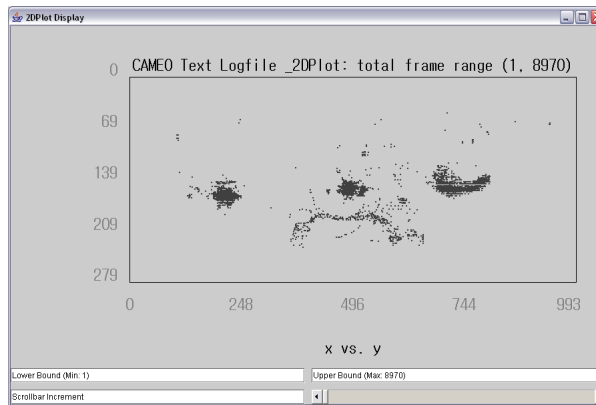 2DPlot Display
CAMEO Text Logfile _2DPlot: total frame range (1, 8970)
0
69
139
209
279
0 248 496 744 993
x vs. y
Lower Bound (Min: 1) Upper Bound (Max: 8970)
Scrollbar Increment